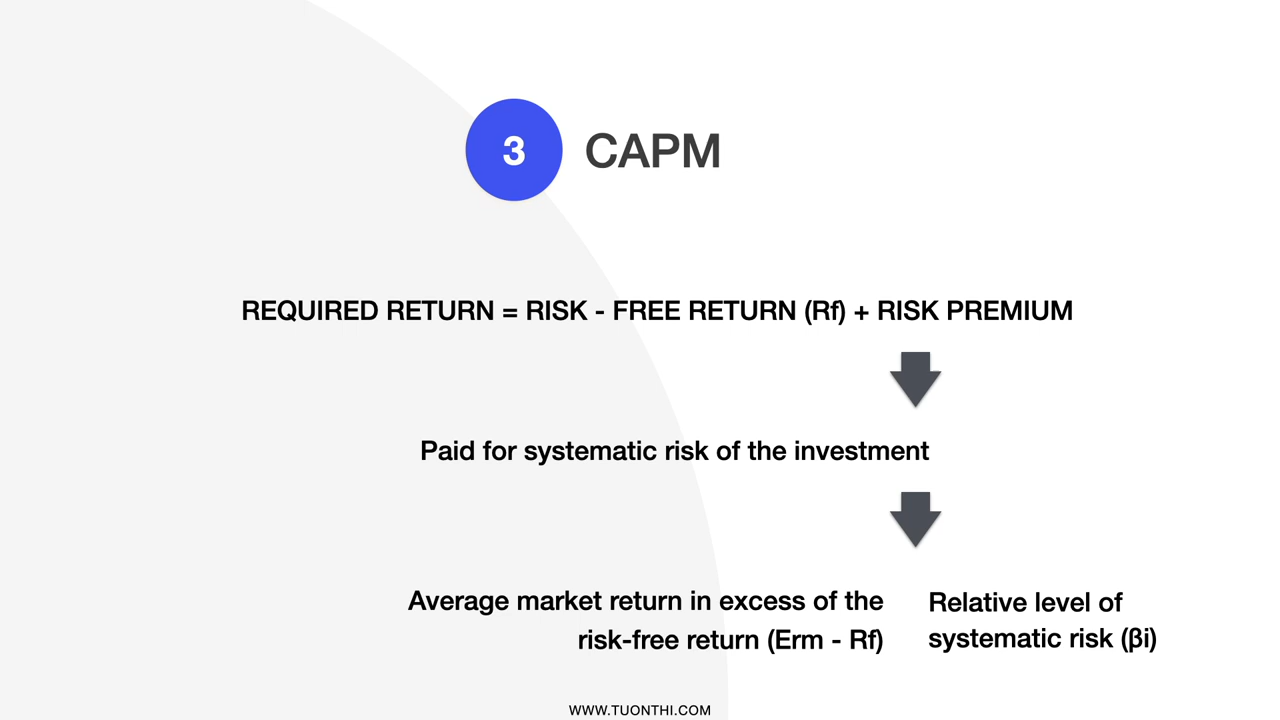 3
CAPM
REQUIRED RETURN = RISK - FREE RETURN (Rf) + RISK PREMIUM
Paid for systematic risk of the investment
Average market return in excess of the
risk-free return (Erm - Rf)
Relative level of
systematic risk (βi)
WWW.TUONTHI.COM